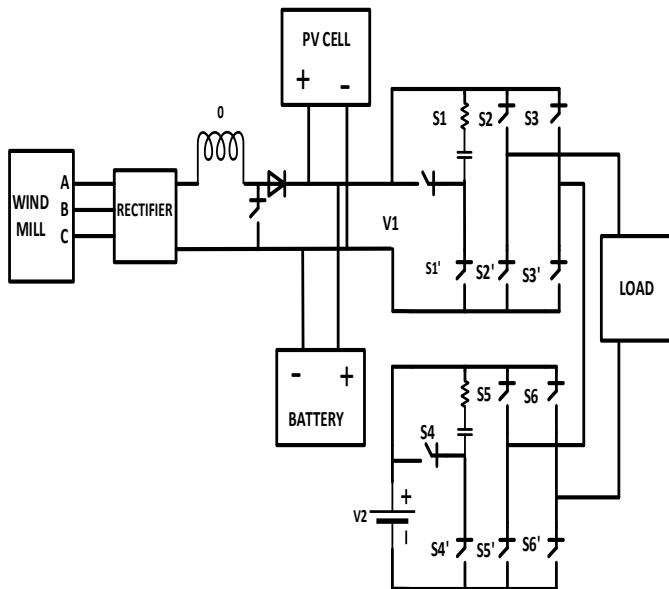 PV CELL
+ -
0
S1 S2 S3
WIND
MILL
A
B
C
RECTIFIER
V1
S1' S2' S3'
LOAD
- +
BATTERY
S5 S6
S4
+
V2
-
S4' S5' S6'